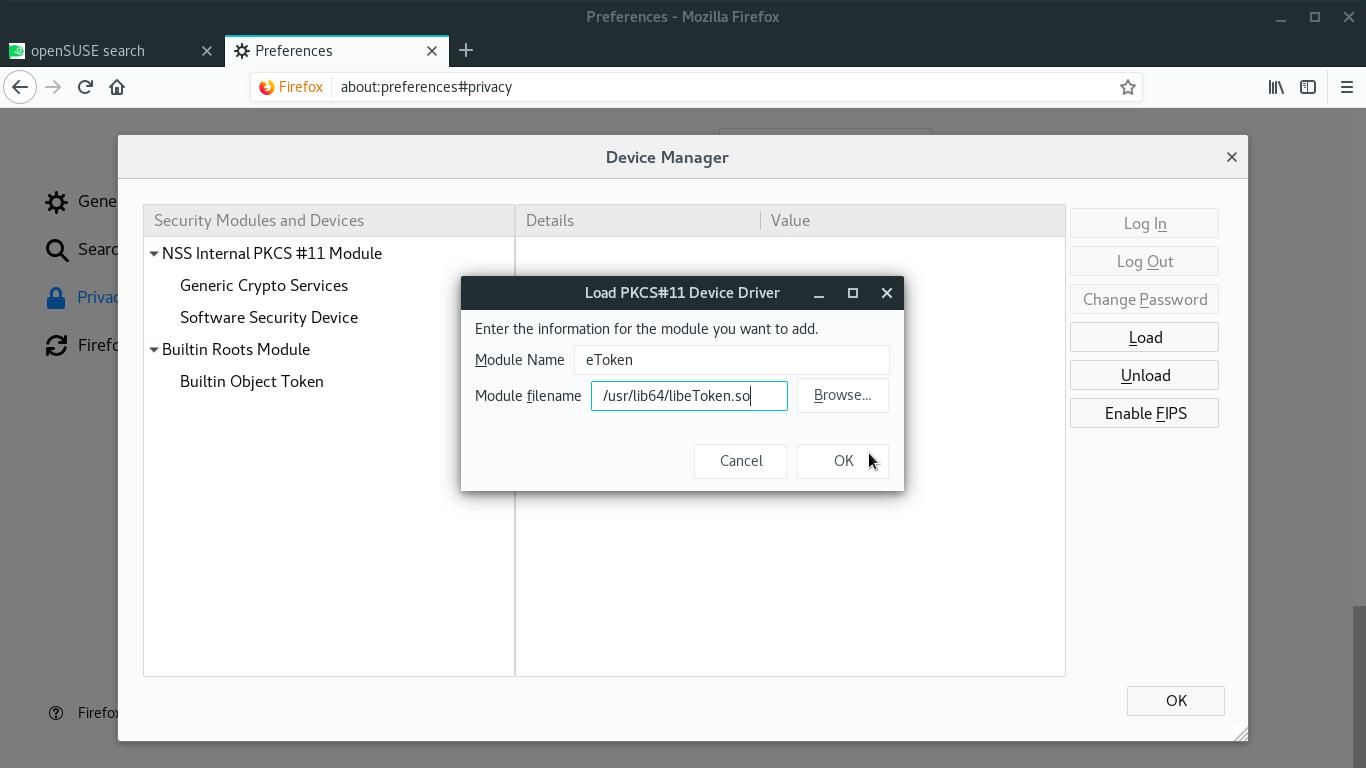 Preferences - Mozilla Firefox
openSUSE search
Preferences
Firefox
about:preferences#privacy
Device Manager
Gene
Searc
Privac
Firefc
Security Modules and Devices
Details
Value
NSS Internal PKCS #11 Module
Generic Crypto Services
Software Security Device
Builtin Roots Module
Builtin Object Token
Log In
Log Out
Change Password
Load
Unload
Enable FIPS
Load PKCS#11 Device Driver
Enter the information for the module you want to add.
Module Name eToken
Module filename /usr/lib64/libeToken.so Browse...
Cancel OK
OK
Firefox